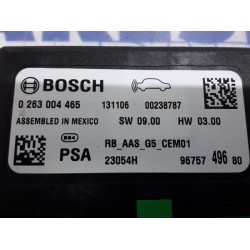 BOSCH
0 263 004 465 131106 00238787
ASSEMBLED IN MEXICO SW 09.00 HW 03.00
PSA RB_AAS_G5_CEM01
23054H 96757 496 80